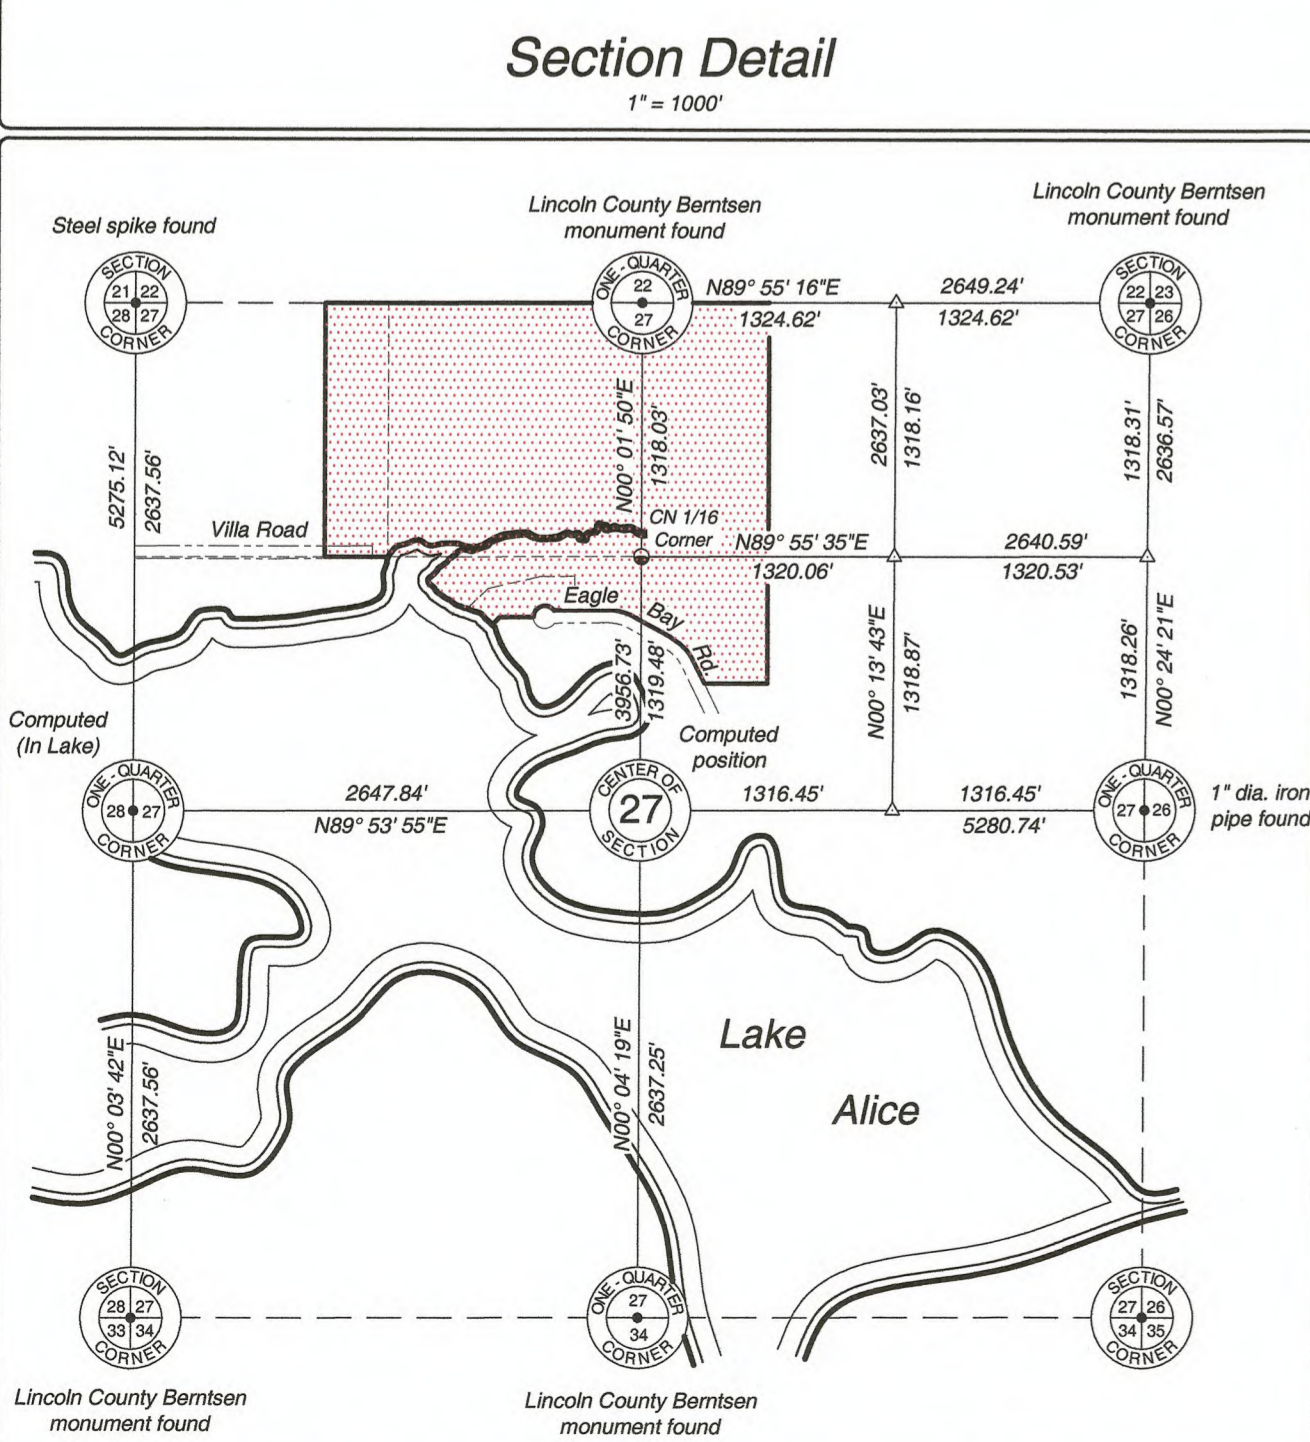 Section Detail
1" = 1000'
Lincoln County Berntsen
monument found
Lincoln County Berntsen
monument found
Steel spike found
SECTION
21 22
28 27
CORNER
ONE-QUARTER
22
27
CORNER
N89° 55' 16"E
1324.62'
2649.24'
1324.62'
SECTION
22 23
27 26
CORNER
5275.12'
2637.56'
N00° 01' 50"E
1318.03'
2637.03'
1318.16'
1318.31'
2636.57'
Villa Road
CN 1/16
Corner
N89° 55' 35"E
1320.06'
2640.59'
1320.53'
Eagle
Bay
Rd.
3956.73'
1319.48'
N00° 13' 43"E
1318.87'
1318.26'
N00° 24' 21"E
Computed
(In Lake)
Computed
position
ONE-QUARTER
28 27
CORNER
2647.84'
N89° 53' 55"E
CENTER OF
27
SECTION
1316.45'
1316.45'
5280.74'
ONE-QUARTER
27 26
CORNER
1" dia. iron
pipe found
Lake
Alice
N00° 03' 42"E
2637.56'
N00° 04' 19"E
2637.25'
SECTION
28 27
33 34
CORNER
ONE-QUARTER
27
34
CORNER
SECTION
27 26
34 35
CORNER
Lincoln County Berntsen
monument found
Lincoln County Berntsen
monument found